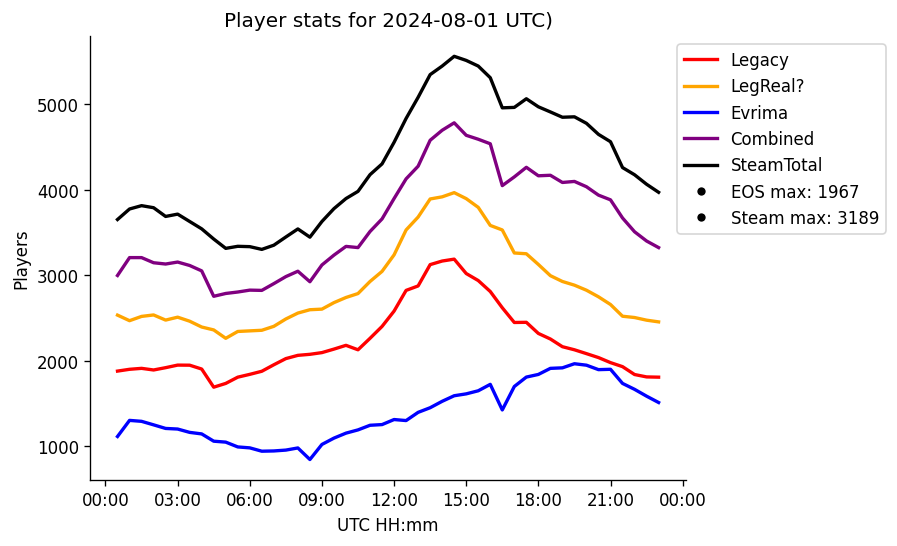 Player stats for 2024-08-01 UTC)
Legacy
LegReal?
Evrima
Combined
SteamTotal
EOS max: 1967
Steam max: 3189
Players
5000
4000
3000
2000
1000
00:00 03:00 06:00 09:00 12:00 15:00 18:00 21:00 00:00
UTC HH:mm